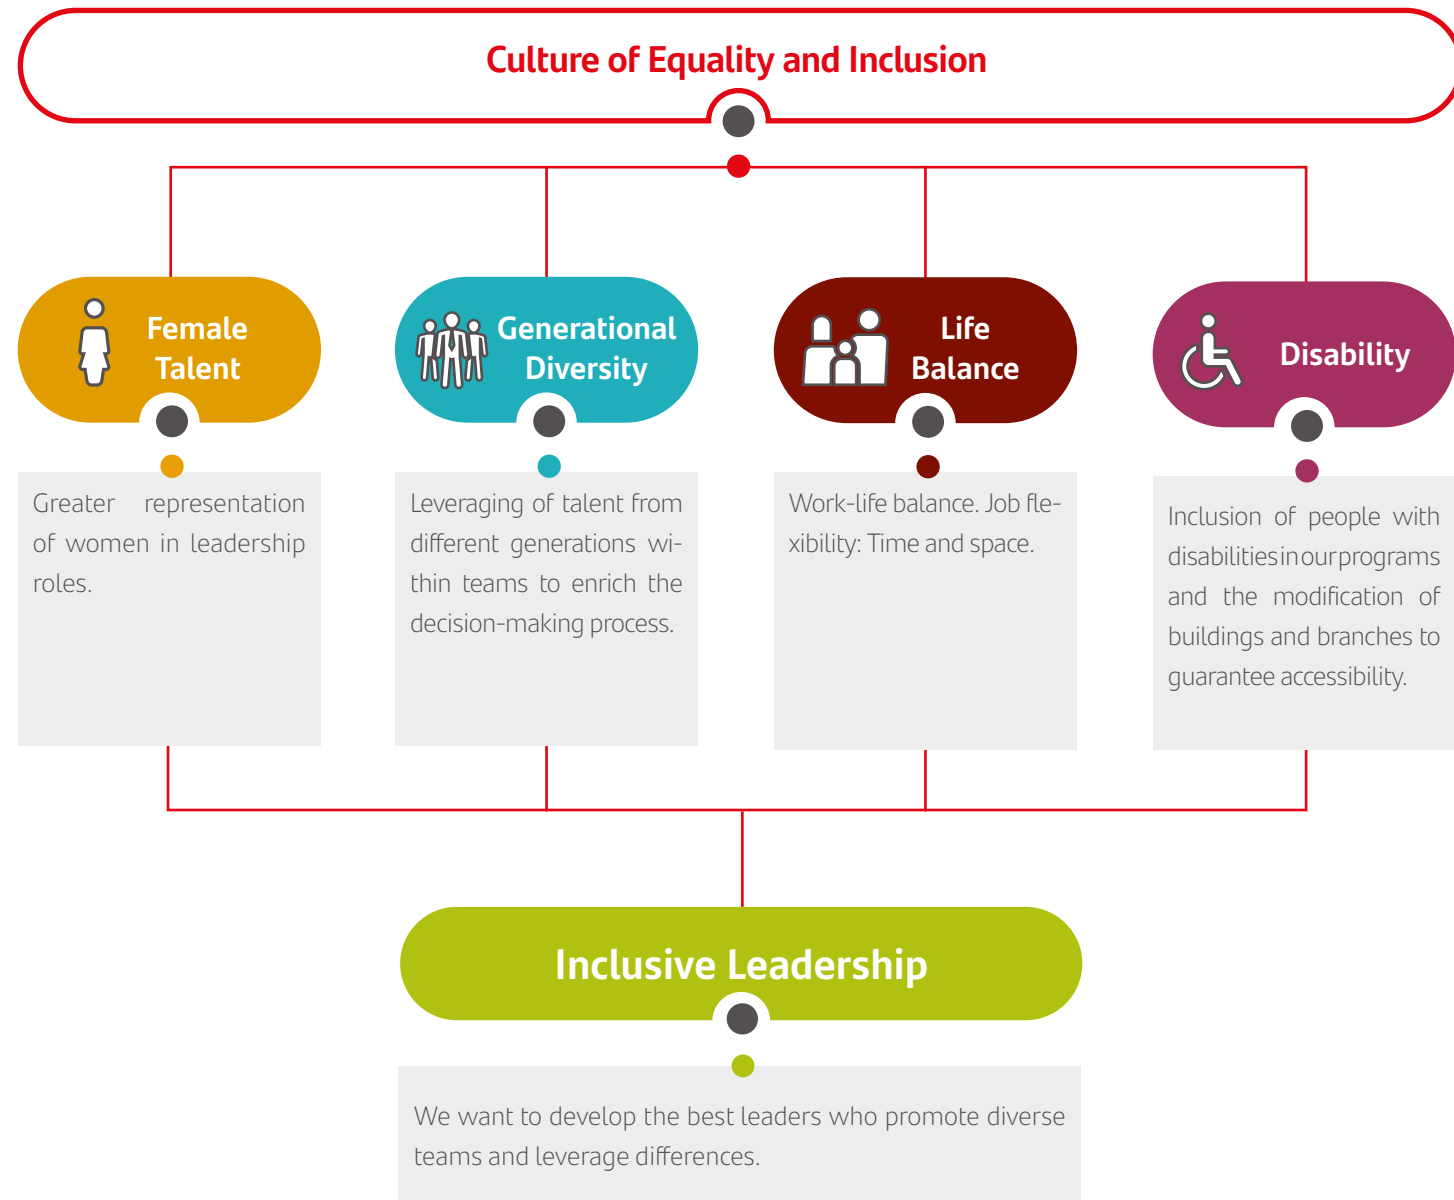 Culture of Equality and Inclusion
Female
Talent
Greater representation
of women in leadership
roles.
Generational
Diversity
Leveraging of talent from
different generations wi-
thin teams to enrich the
decision-making process.
Life
Balance
Work-life balance. Job fle-
xibility: Time and space.
Disability
Inclusion of people with
disabilities in our programs
and the modification of
buildings and branches to
guarantee accessibility.
Inclusive Leadership
We want to develop the best leaders who promote diverse
teams and leverage differences.